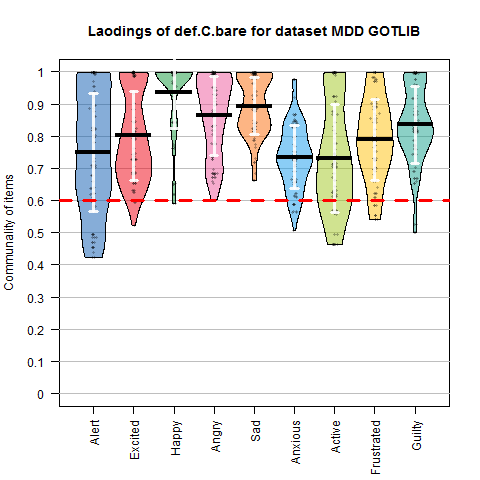 Laodings of def.C.bare for dataset MDD GOTLIB
Communality of items
1
0.9
0.8
0.7
0.6
0.5
0.4
0.3
0.2
0.1
0
Alert
Excited
Happy
Angry
Sad
Anxious
Active
Frustrated
Guilty